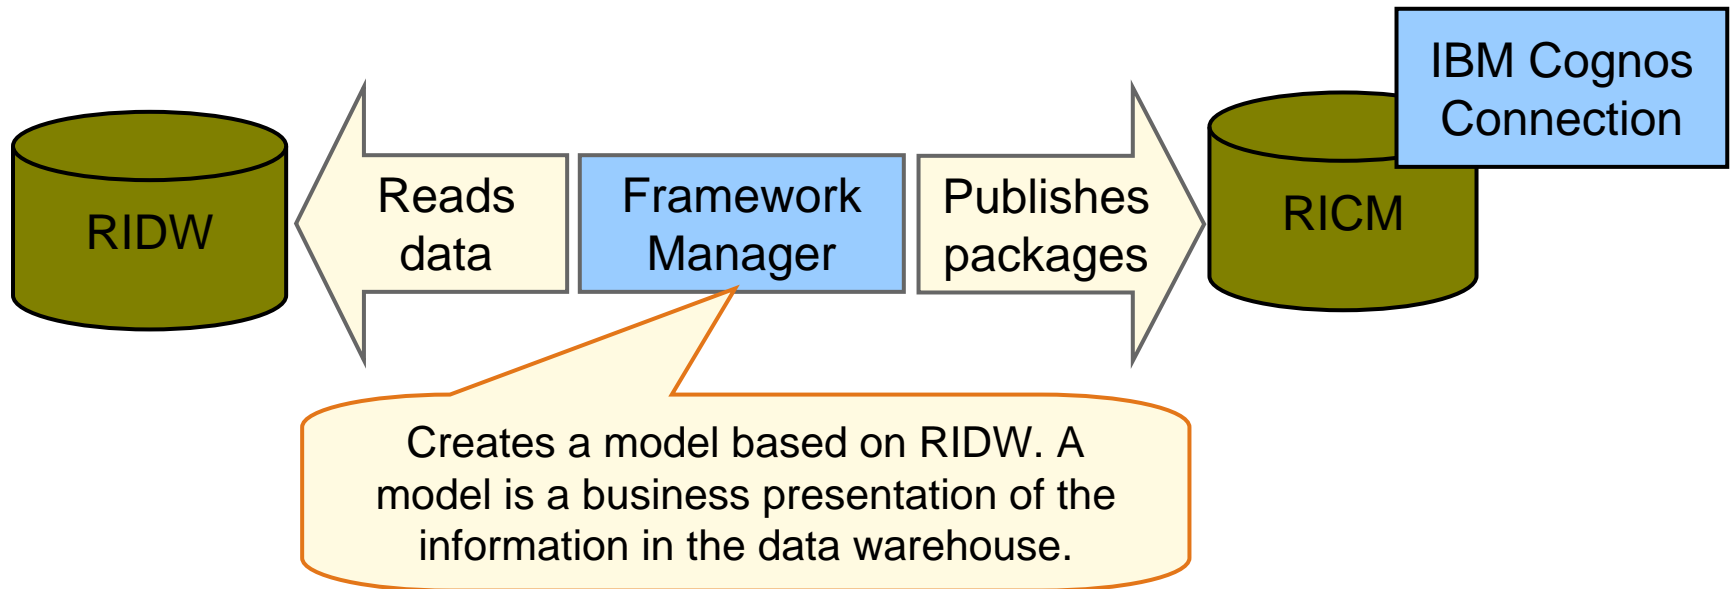 IBM Cognos
Connection
RIDW
Reads
data
Framework
Manager
Publishes
packages
RICM
Creates a model based on RIDW. A
model is a business presentation of the
information in the data warehouse.